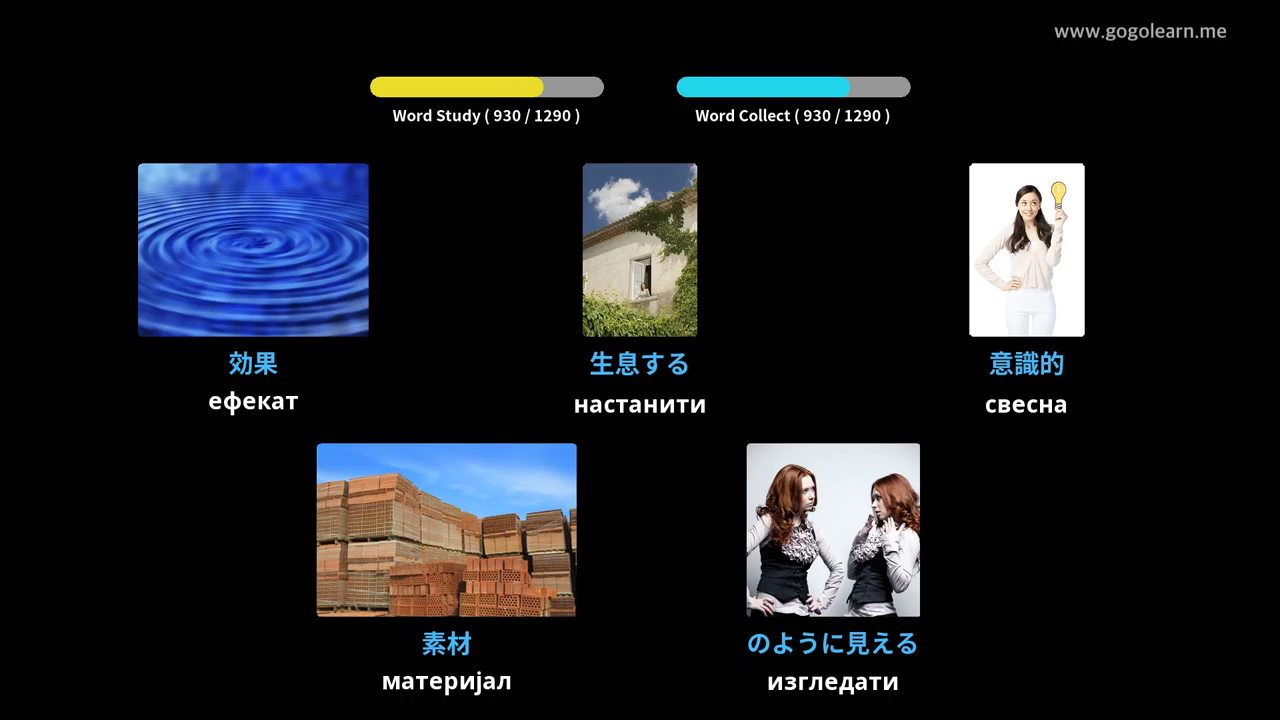 www.gogolearn.me
Word Study ( 930 / 1290 )
Word Collect ( 930 / 1290 )
効果
生息する
意識的
ефекат
настанити
свесна
素材
のように見える
материјал
изгледати